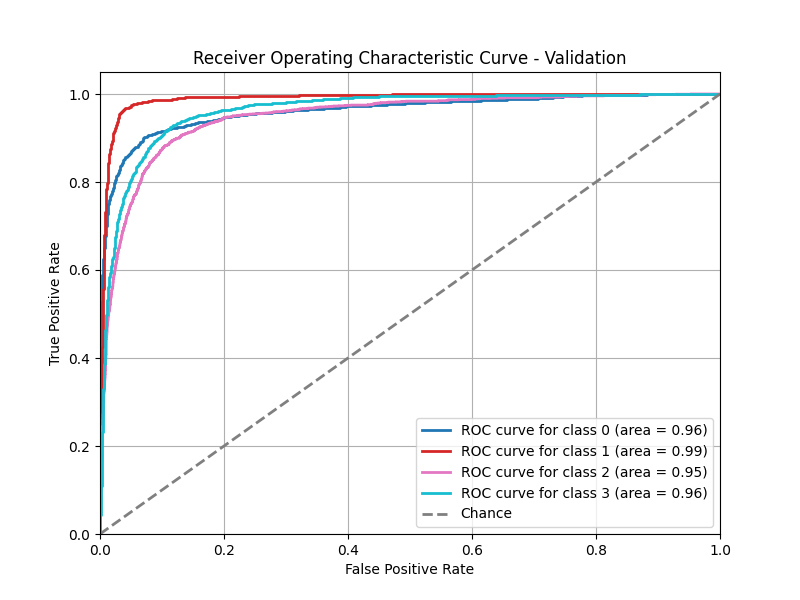 Receiver Operating Characteristic Curve - Validation
True Positive Rate
1.0
0.8
0.6
0.4
0.2
0.0
ROC curve for class 0 (area = 0.96)
ROC curve for class 1 (area = 0.99)
ROC curve for class 2 (area = 0.95)
ROC curve for class 3 (area = 0.96)
Chance
0.0 0.2 0.4 0.6 0.8 1.0
False Positive Rate